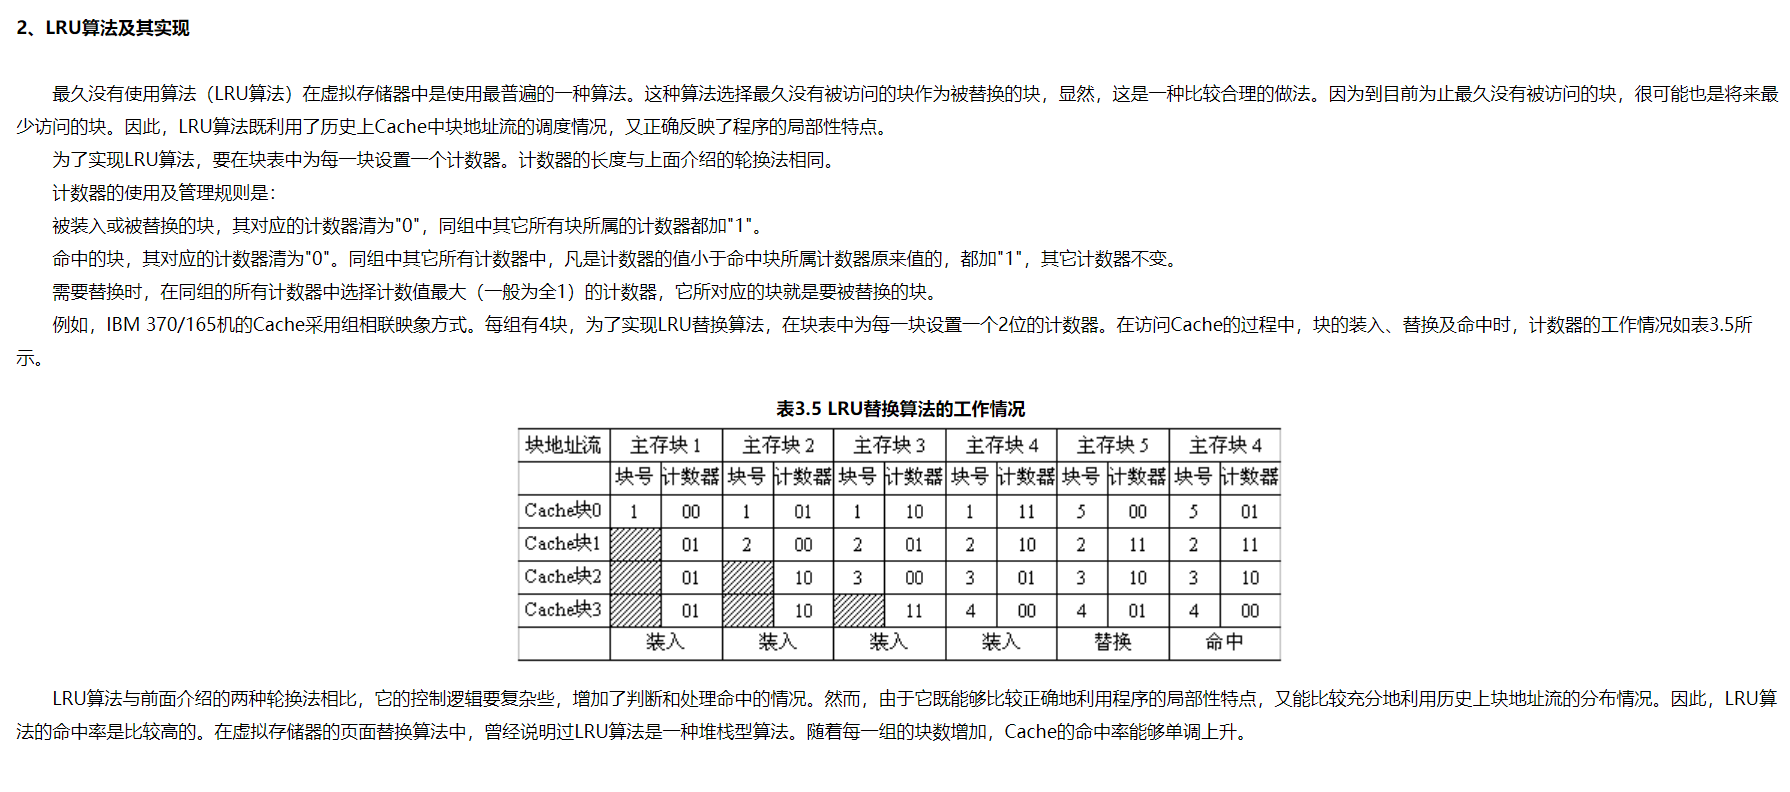 2、LRU算法及其实现
最久没有使用算法（LRU算法）在虚拟存储器中是使用最普遍的一种算法。这种算法选择最久没有被访问的块作为被替换的块，显然，这是一种比较合理的做法。因为到目前为止最久没有被访问的块，很可能也是将来最
少访问的块。因此，LRU算法既利用了历史上Cache中块地址流的调度情况，又正确反映了程序的局部性特点。
为了实现LRU算法，要在块表中为每一块设置一个计数器。计数器的长度与上面介绍的轮换法相同。
计数器的使用及管理规则是：
被装入或被替换的块，其对应的计数器清为"0"，同组中其它所有块所属的计数器都加"1"。
命中的块，其对应的计数器清为"0"。同组中其它所有计数器中，凡是计数器的值小于命中块所属计数器原来值的，都加"1"，其它计数器不变。
需要替换时，在同组的所有计数器中选择计数值最大（一般为全1）的计数器，它所对应的块就是要被替换的块。
例如，IBM 370/165机的Cache采用组相联映象方式。每组有4块，为了实现LRU替换算法，在块表中为每一块设置一个2位的计数器。在访问Cache的过程中，块的装入、替换及命中时，计数器的工作情况如表3.5所
示。
表3.5 LRU替换算法的工作情况
块地址流 主存块1 主存块2 主存块3 主存块4 主存块5 主存块4
块号 计数器 块号 计数器 块号 计数器 块号 计数器 块号 计数器 块号 计数器
Cache块0 1 00 1 01 1 10 1 11 5 00 5 01
Cache块1 01 2 00 2 01 2 10 2 11 2 11
Cache块2 01 10 3 00 3 01 3 10 3 10
Cache块3 01 10 11 4 00 4 01 4 00
装入 装入 装入 装入 替换 命中
LRU算法与前面介绍的两种轮换法相比，它的控制逻辑要复杂些，增加了判断和处理命中的情况。然而，由于它既能够比较正确地利用程序的局部性特点，又能比较充分地利用历史上块地址流的分布情况。因此，LRU算
法的命中率是比较高的。在虚拟存储器的页面替换算法中，曾经说明过LRU算法是一种堆栈型算法。随着每一组的块数增加，Cache的命中率能够单调上升。